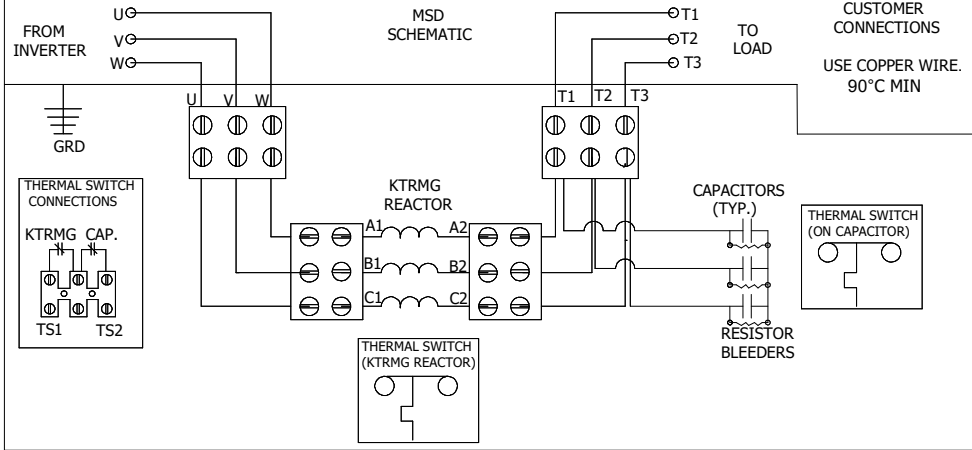 FROM
INVERTER
U
V
W
MSD
SCHEMATIC
T1
T2
T3
TO
LOAD
CUSTOMER
CONNECTIONS
USE COPPER WIRE.
90°C MIN
GRD
U V W
T1 T2 T3
THERMAL SWITCH
CONNECTIONS
KTRMG CAP.
TS1 TS2
KTRMG
REACTOR
A1 A2
B1 B2
C1 C2
CAPACITORS
(TYP.)
RESISTOR
BLEEDERS
THERMAL SWITCH
(ON CAPACITOR)
THERMAL SWITCH
(KTRMG REACTOR)